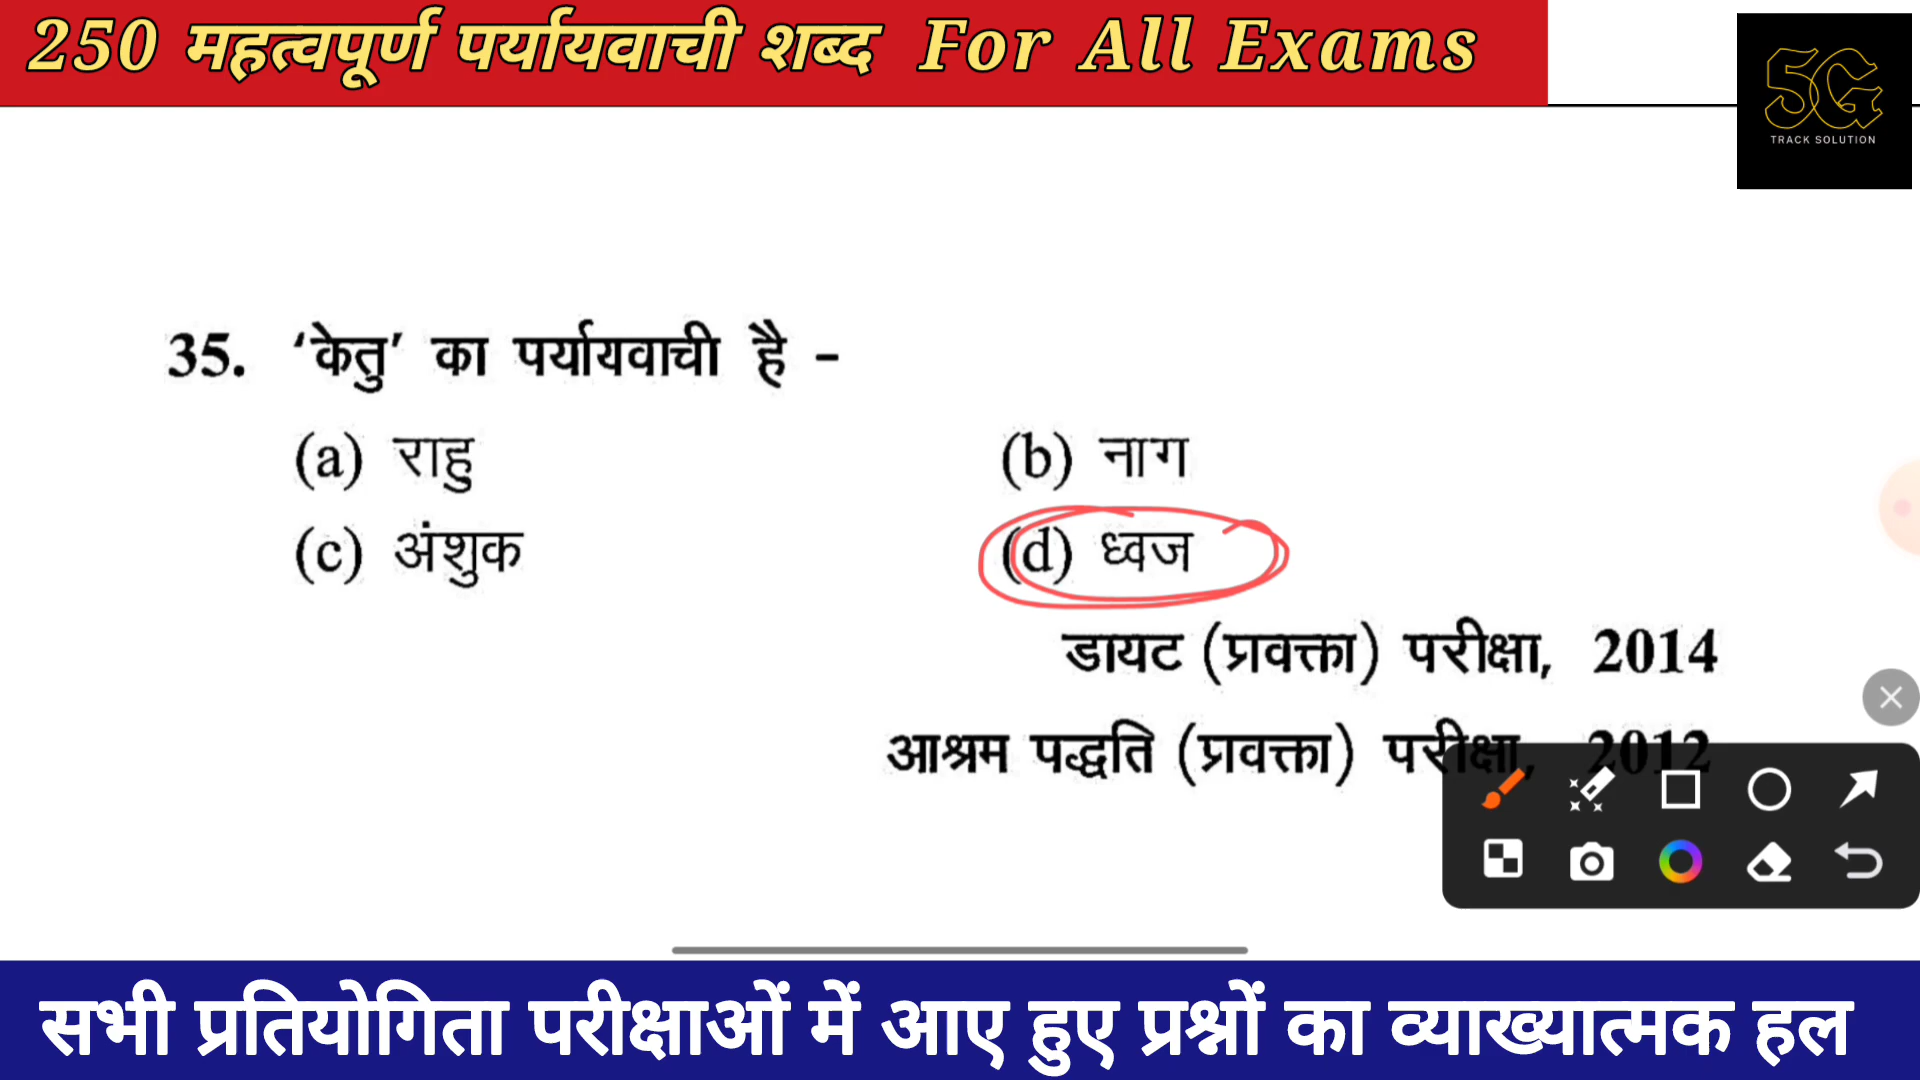 250 महत्वपूर्ण पर्यायवाची शब्द For All Exams
5G
TRACK SOLUTION
35. ‘केतु’ का पर्यायवाची है -
(a) राहु (b) नाग
(c) अंशुक (d) ध्वज
डायट (प्रवक्ता) परीक्षा, 2014
आश्रम पद्धति (प्रवक्ता) परीक्षा, 2012
सभी प्रतियोगिता परीक्षाओं में आए हुए प्रश्नों का व्याख्यात्मक हल